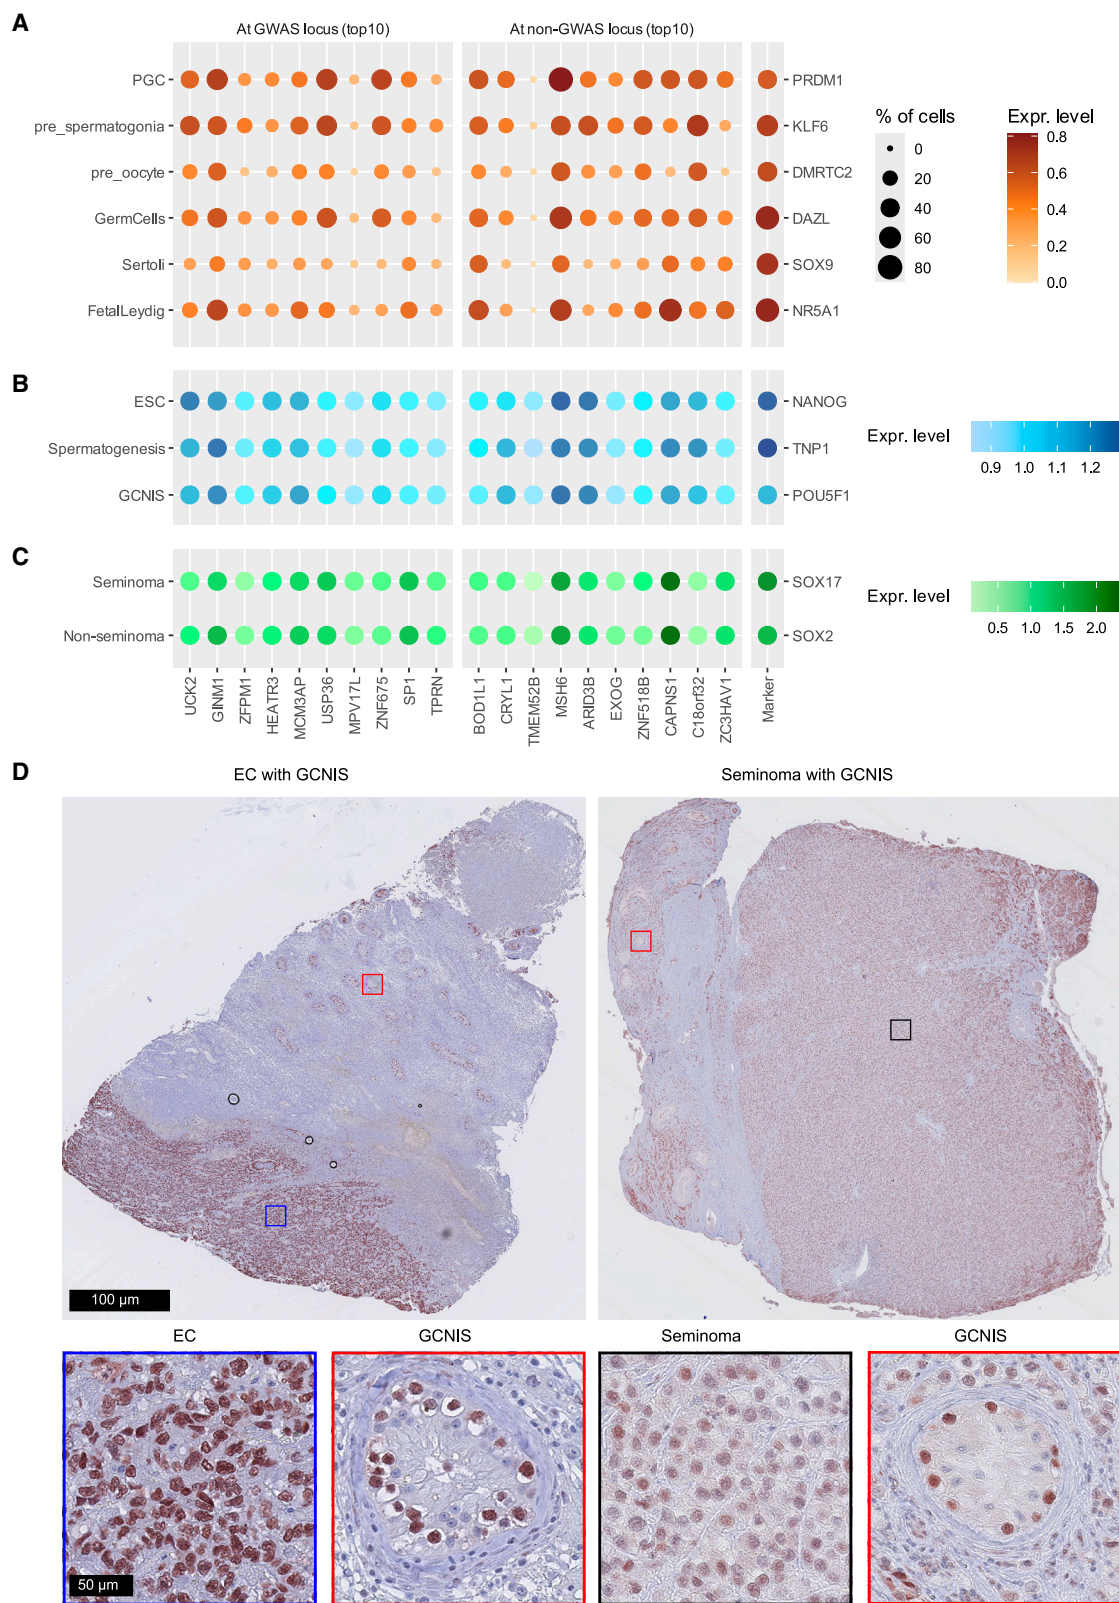 A
At GWAS locus (top10)
At non-GWAS locus (top10)
PGC
PRDM1
pre_spermatogonia
KLF6
pre_oocyte
DMRTC2
GermCells
DAZL
Sertoli
SOX9
FetalLeydig
NR5A1
% of cells
0
20
40
60
80
Expr. level
0.8
0.6
0.4
0.2
0.0
B
ESC
NANOG
Spermatogenesis
TNP1
GCNIS
POU5F1
Expr. level
0.9 1.0 1.1 1.2
C
Seminoma
SOX17
Non-seminoma
SOX2
Expr. level
0.5 1.0 1.5 2.0
UCK2
GINM1
ZFPM1
HEATR3
MCM3AP
USP36
MPV17L
ZNF675
SP1
TPRN
BOD1L1
CRYL1
TMEM52B
MSH6
ARID3B
EXOG
ZNF518B
CAPNS1
C18orf32
ZC3HAV1
Marker
D
EC with GCNIS
Seminoma with GCNIS
100 µm
EC
GCNIS
Seminoma
GCNIS
50 µm